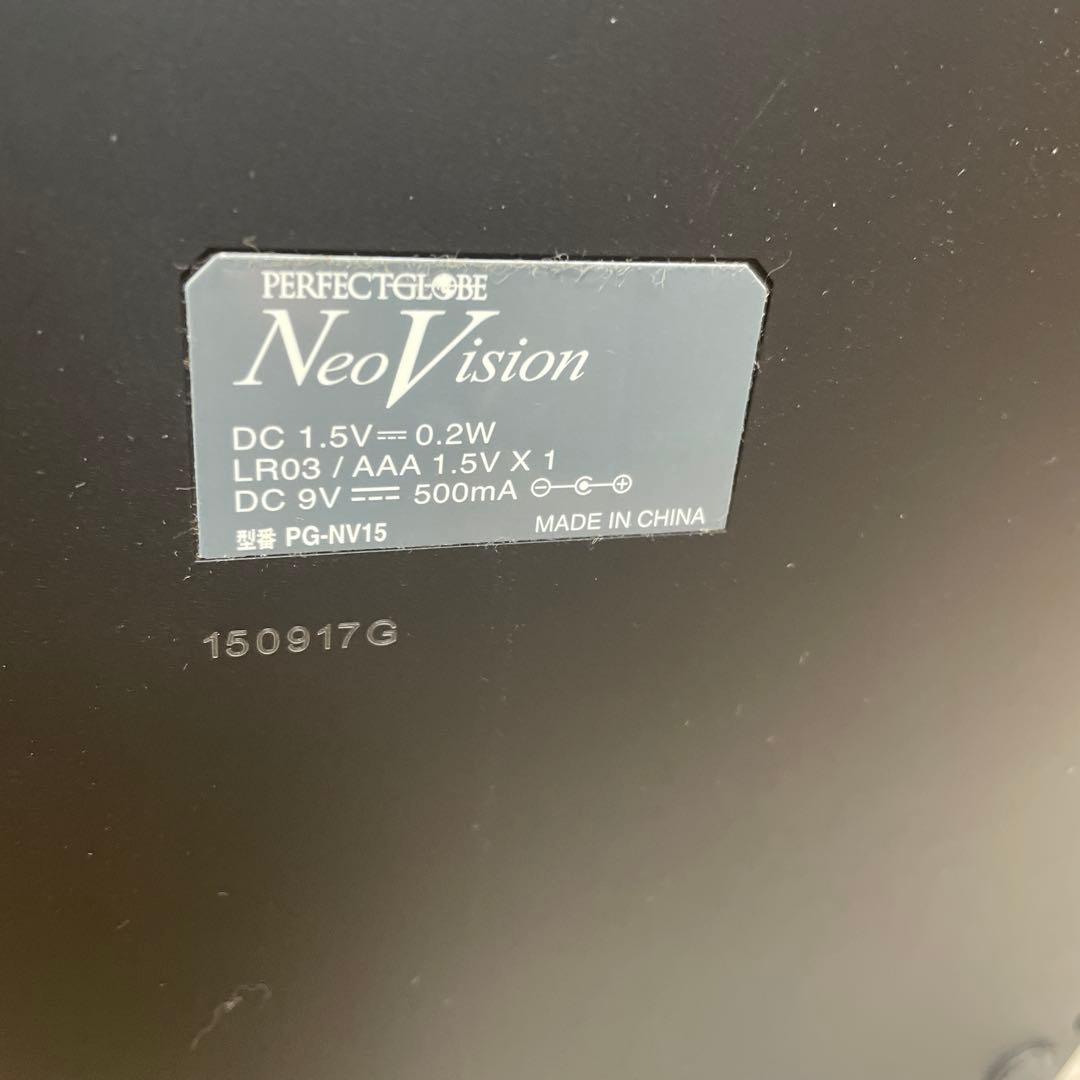 PERFECTGLOBE
NeoVision
DC 1.5V⎓ 0.2W
LR03 / AAA 1.5V X 1
DC 9V ⎓ 500mA
型番 PG-NV15
MADE IN CHINA
150917G